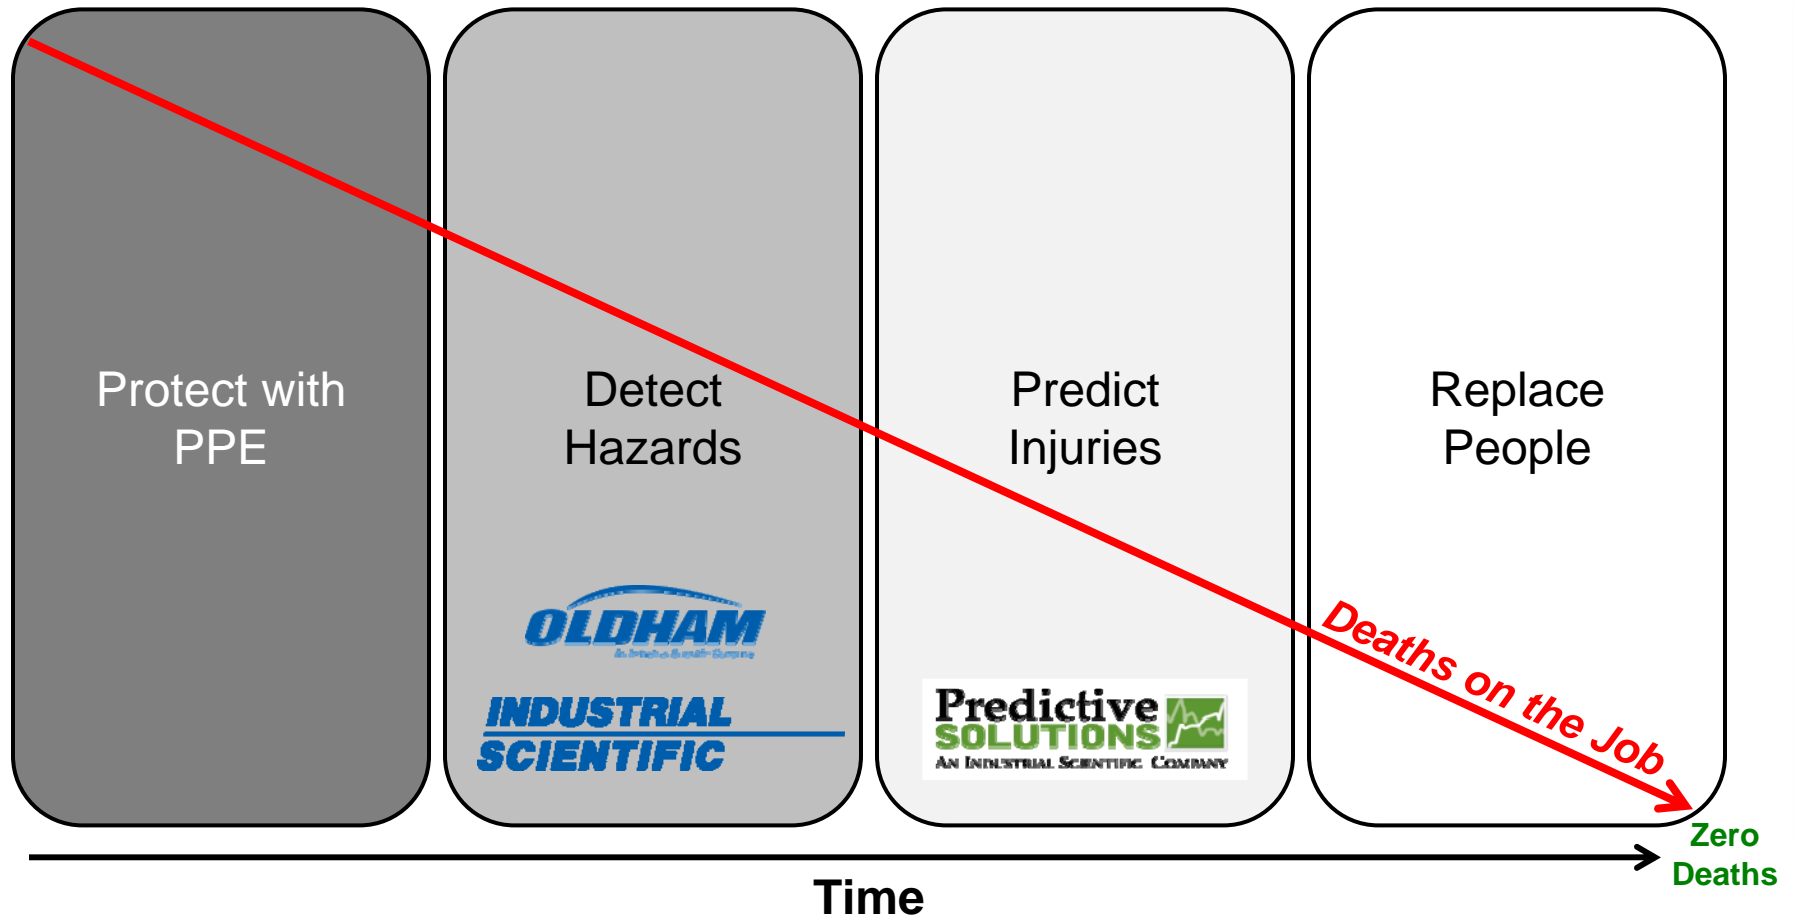 Protect with
PPE
Detect
Hazards
OLDHAM
INDUSTRIAL
SCIENTIFIC
Predict
Injuries
Predictive
SOLUTIONS
AN INDUSTRIAL SCIENTIFIC COMPANY
Replace
People
Deaths on the Job
Zero
Deaths
Time